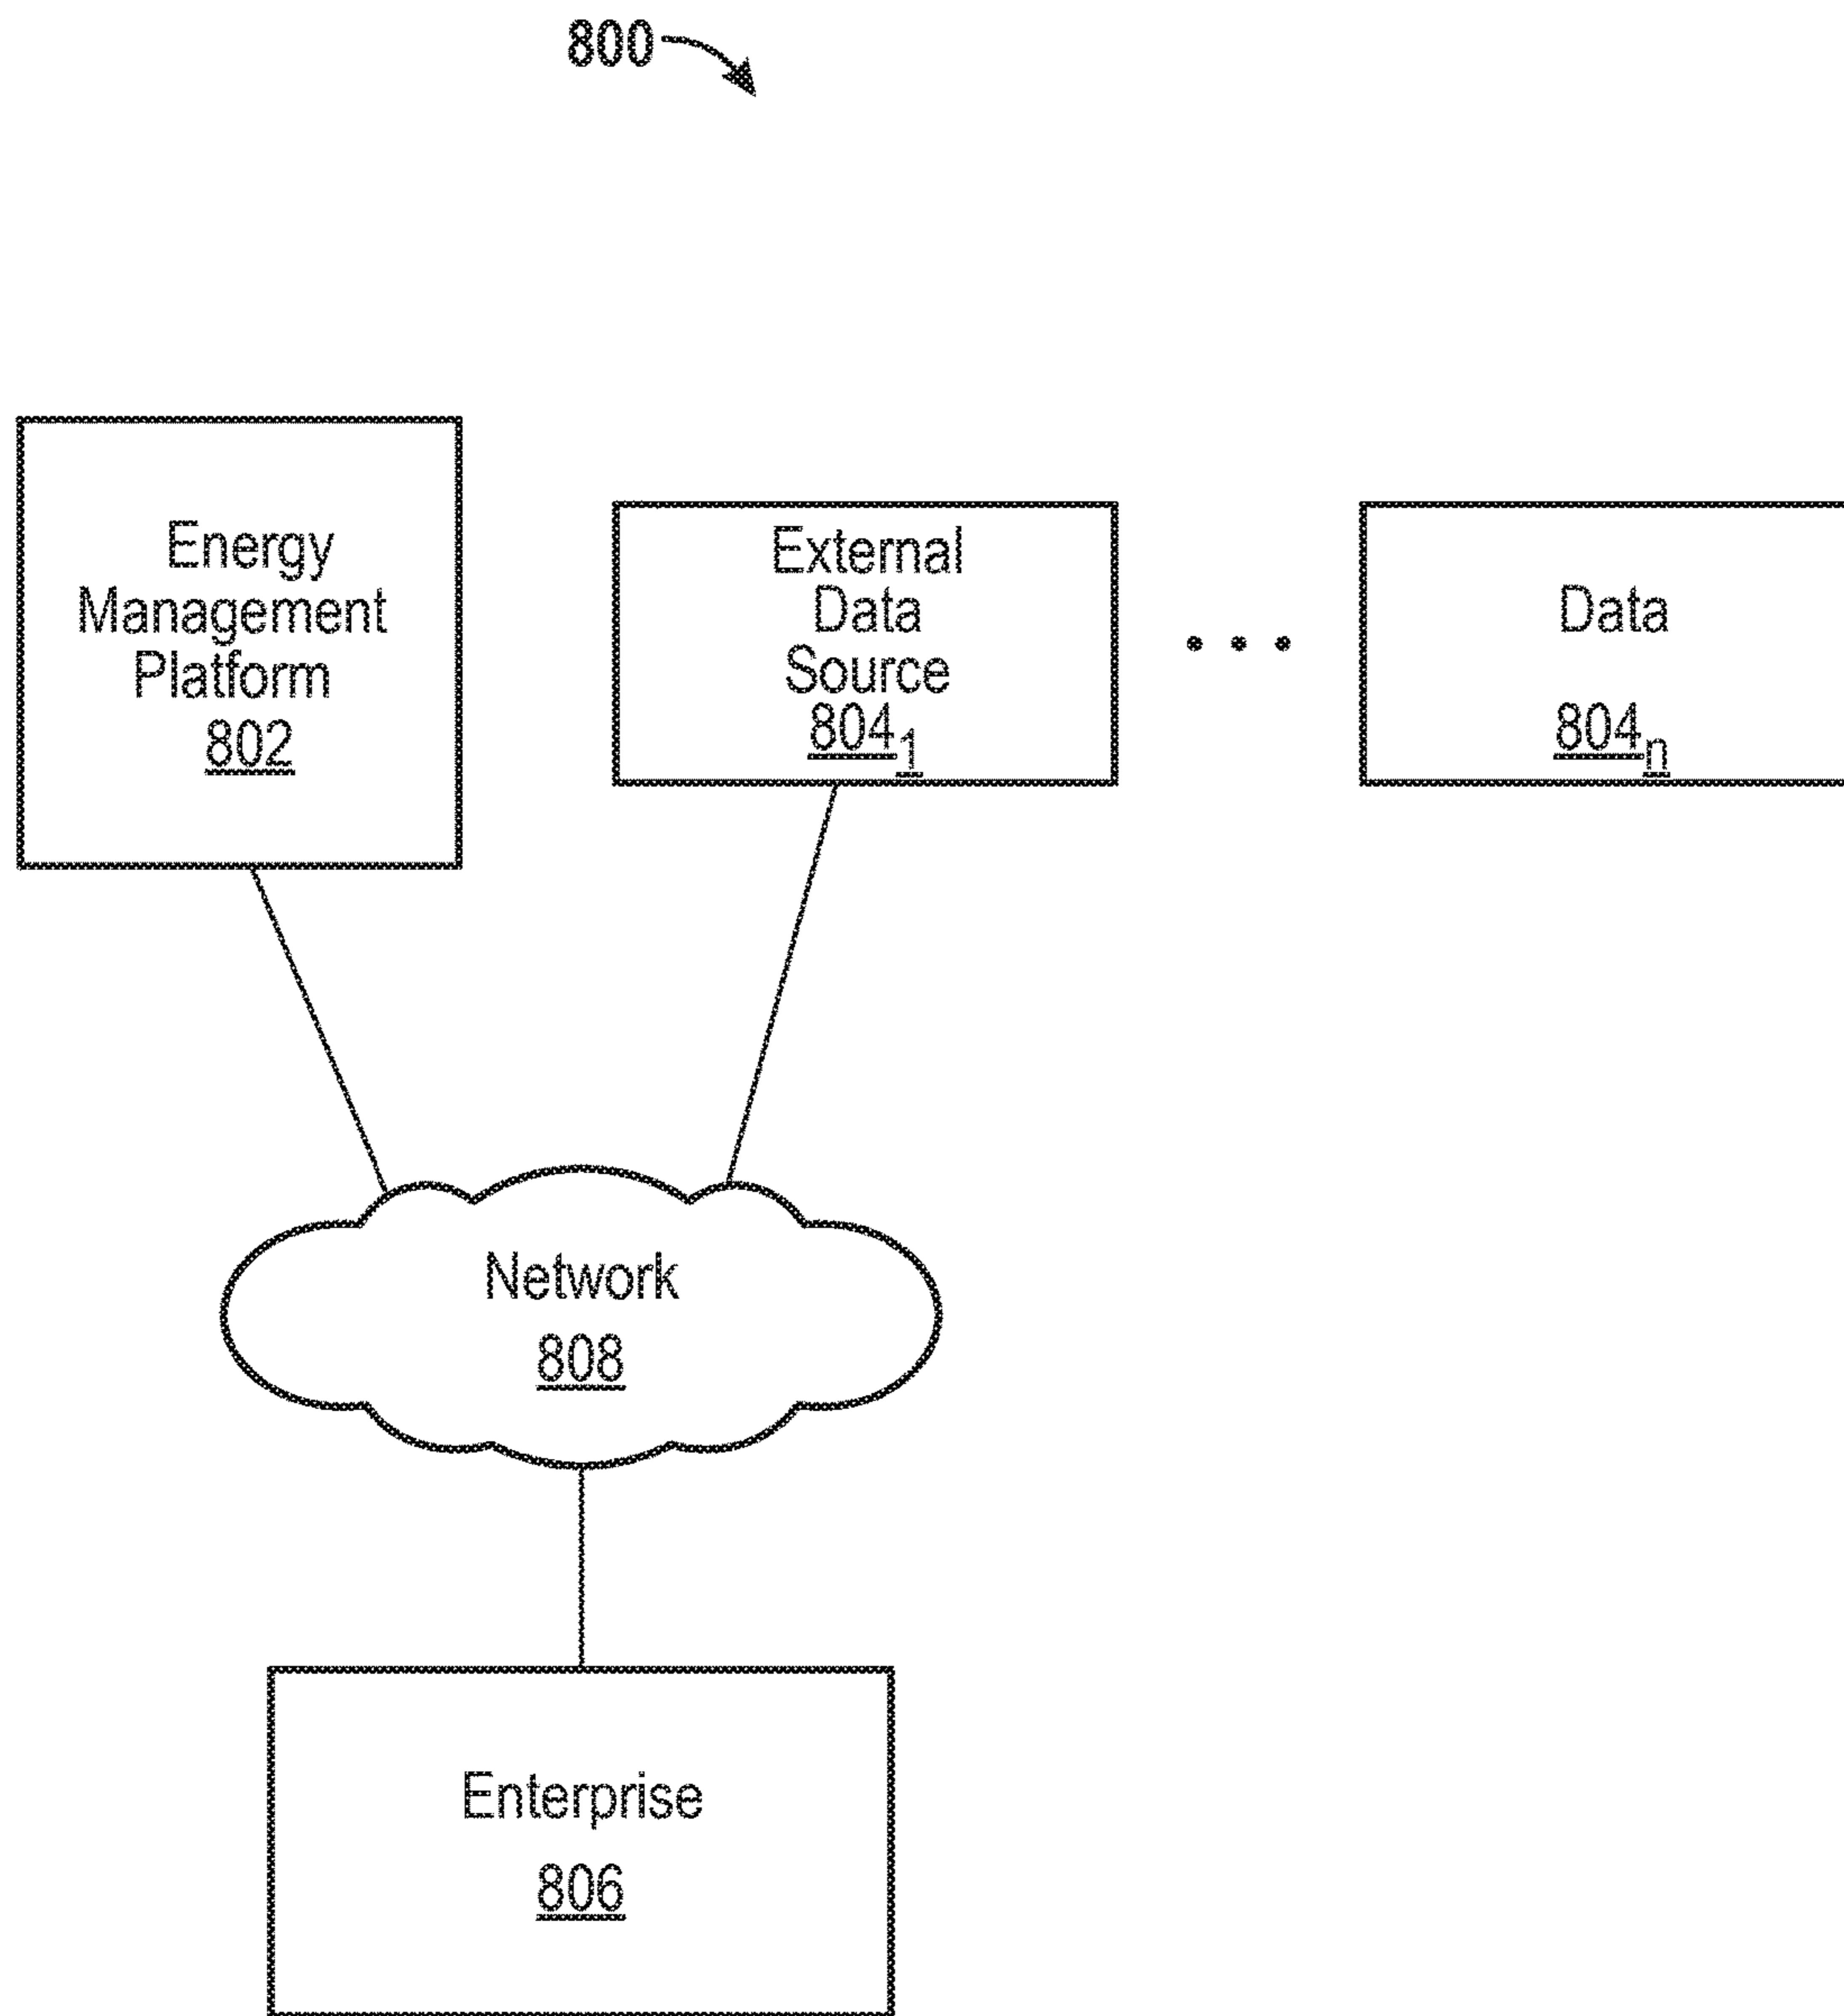 800
Energy
Management
Platform
802
External
Data
Source
804₁
Data
804ₙ
Network
808
Enterprise
806